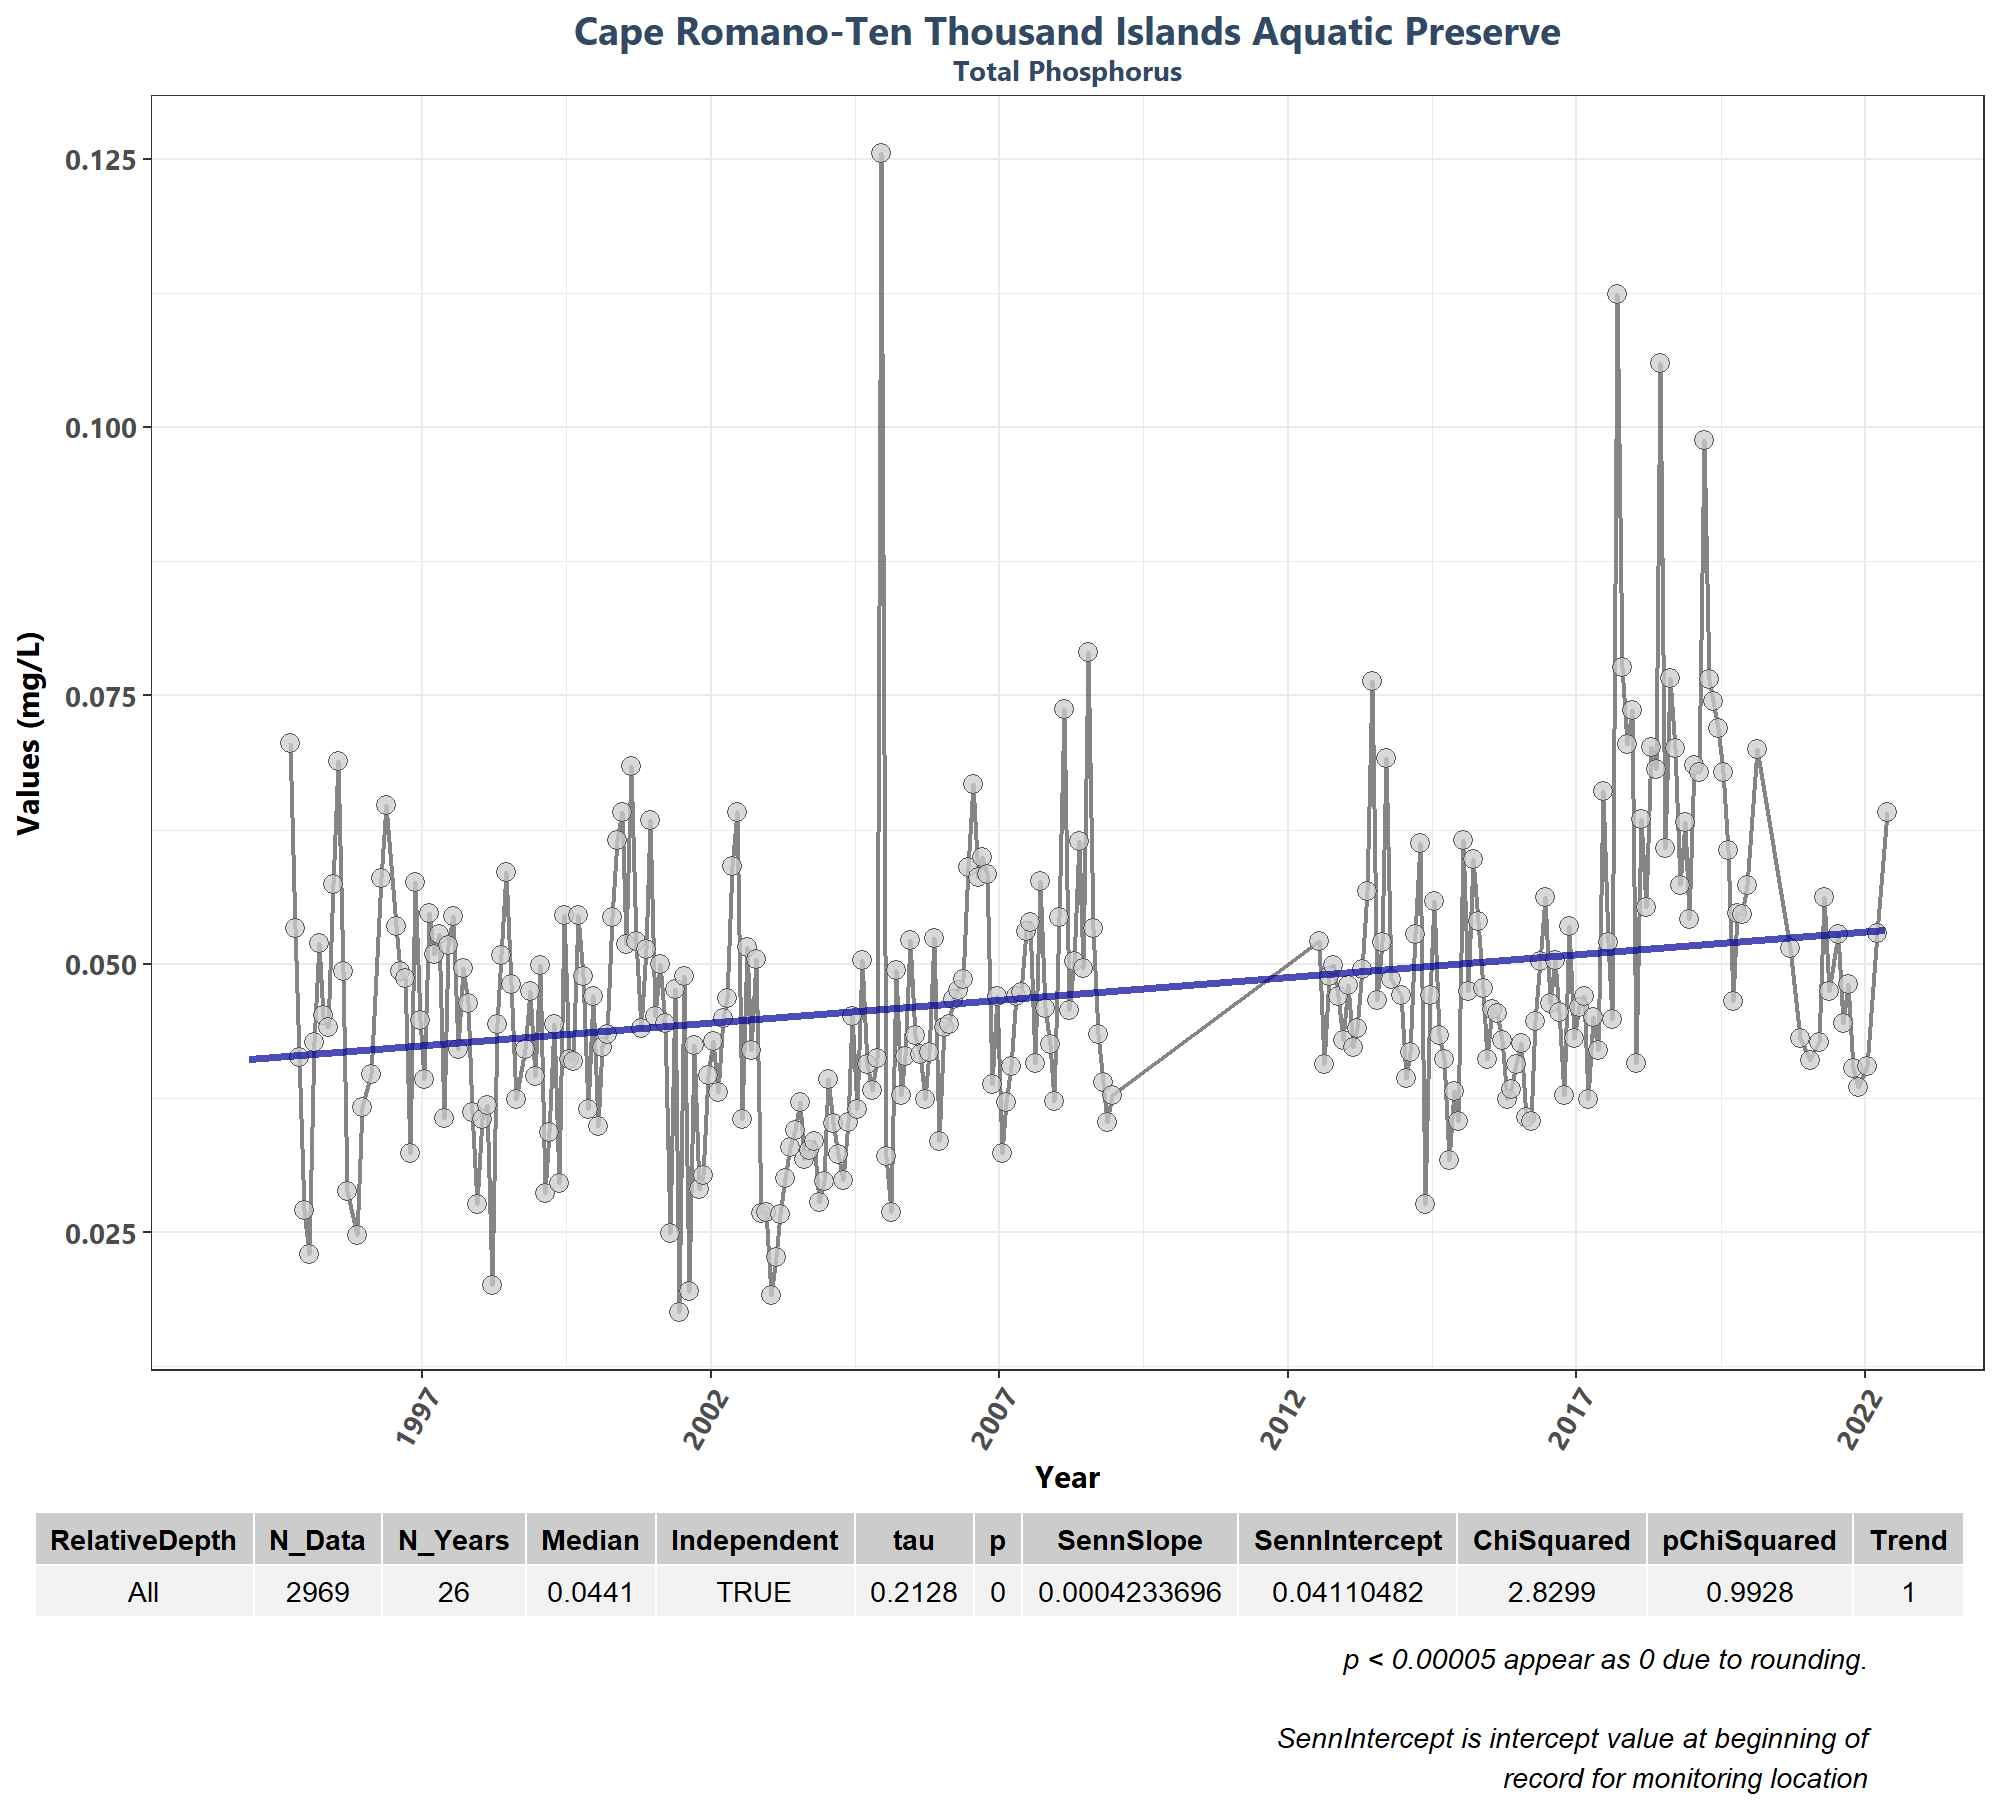 Cape Romano-Ten Thousand Islands Aquatic Preserve
Total Phosphorus
Values (mg/L)
0.125
0.100
0.075
0.050
0.025
1997 2002 2007 2012 2017 2022
Year
RelativeDepth N_Data N_Years Median Independent tau p SennSlope SennIntercept ChiSquared pChiSquared Trend
All 2969 26 0.0441 TRUE 0.2128 0 0.0004233696 0.04110482 2.8299 0.9928 1
p < 0.00005 appear as 0 due to rounding.
SennIntercept is intercept value at beginning of
record for monitoring location